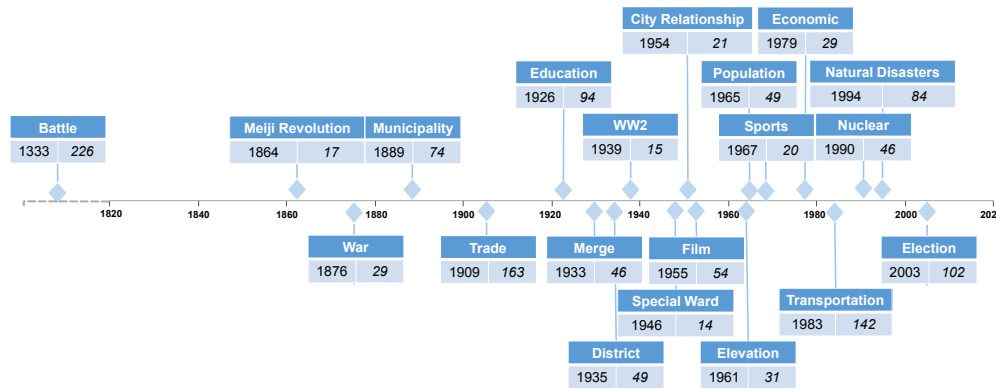 City Relationship
1954 21
Economic
1979 29
Education
1926 94
Population
1965 49
Natural Disasters
1994 84
Battle
1333 226
Meiji Revolution
1864 17
Municipality
1889 74
WW2
1939 15
Sports
1967 20
Nuclear
1990 46
1820 1840 1860 1880 1900 1920 1940 1960 1980 2000 202
War
1876 29
Trade
1909 163
Merge
1933 46
Film
1955 54
Election
2003 102
Special Ward
1946 14
Transportation
1983 142
District
1935 49
Elevation
1961 31